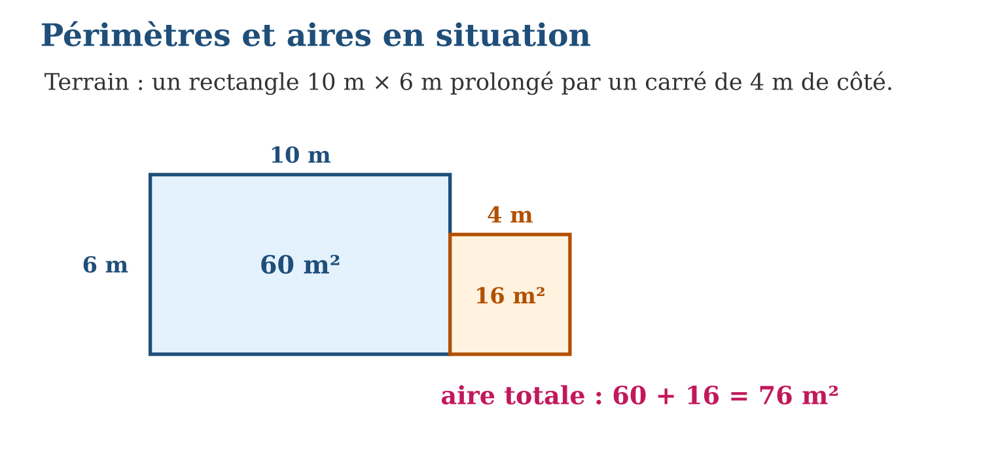 Périmètres et aires en situation
Terrain : un rectangle 10 m × 6 m prolongé par un carré de 4 m de côté.
10 m
4 m
6 m
60 m²
16 m²
aire totale : 60 + 16 = 76 m²